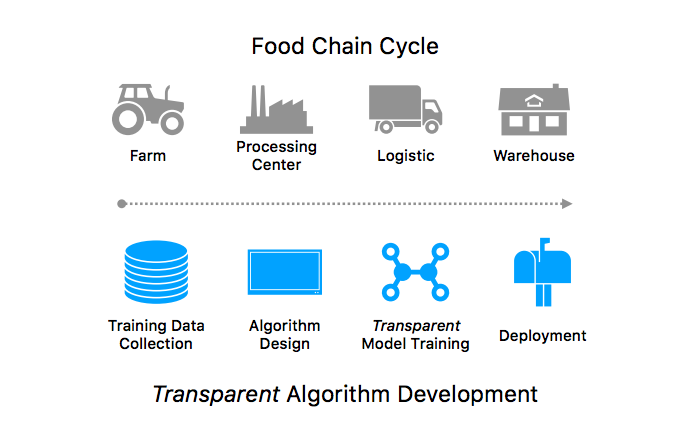 Food Chain Cycle
Farm
Processing
Center
Logistic
Warehouse
Training Data
Collection
Algorithm
Design
Transparent
Model Training
Deployment
Transparent Algorithm Development